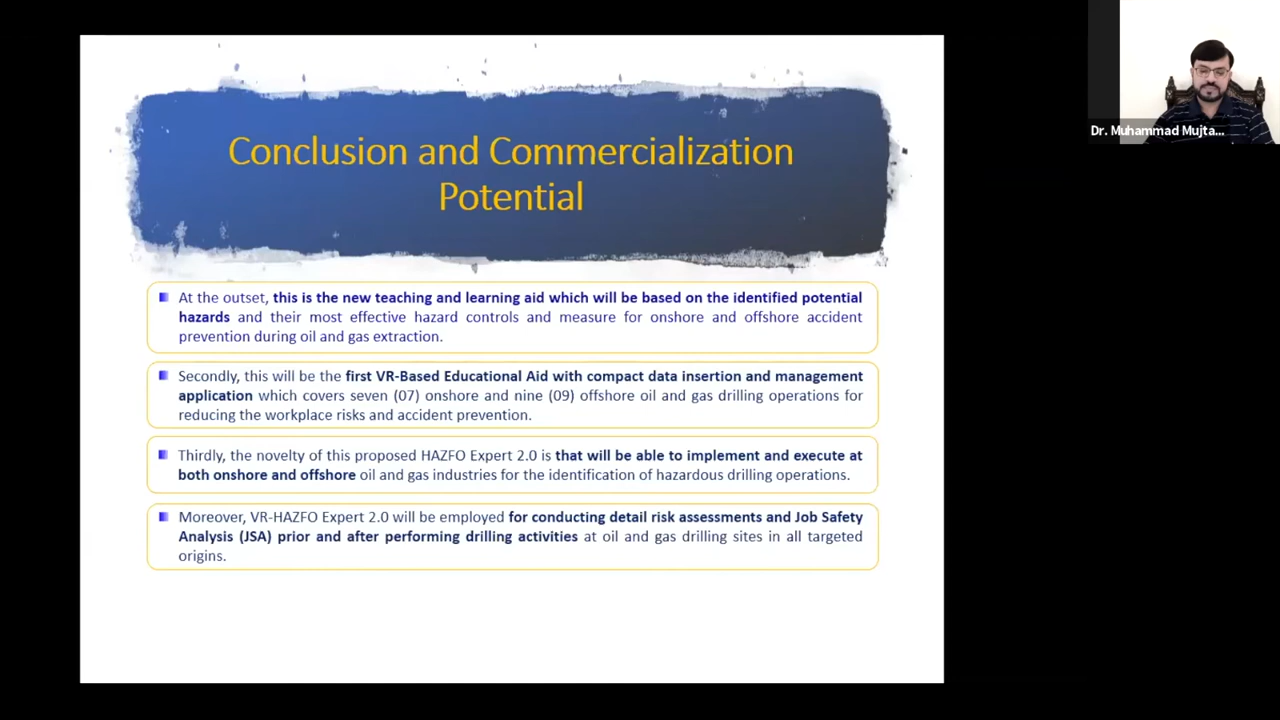 Conclusion and Commercialization
Potential
At the outset, this is the new teaching and learning aid which will be based on the identified potential
hazards and their most effective hazard controls and measure for onshore and offshore accident
prevention during oil and gas extraction.
Secondly, this will be the first VR-Based Educational Aid with compact data insertion and management
application which covers seven (07) onshore and nine (09) offshore oil and gas drilling operations for
reducing the workplace risks and accident prevention.
Thirdly, the novelty of this proposed HAZFO Expert 2.0 is that will be able to implement and execute at
both onshore and offshore oil and gas industries for the identification of hazardous drilling operations.
Moreover, VR-HAZFO Expert 2.0 will be employed for conducting detail risk assessments and Job Safety
Analysis (JSA) prior and after performing drilling activities at oil and gas drilling sites in all targeted
origins.
Dr. Muhammad Mujta...